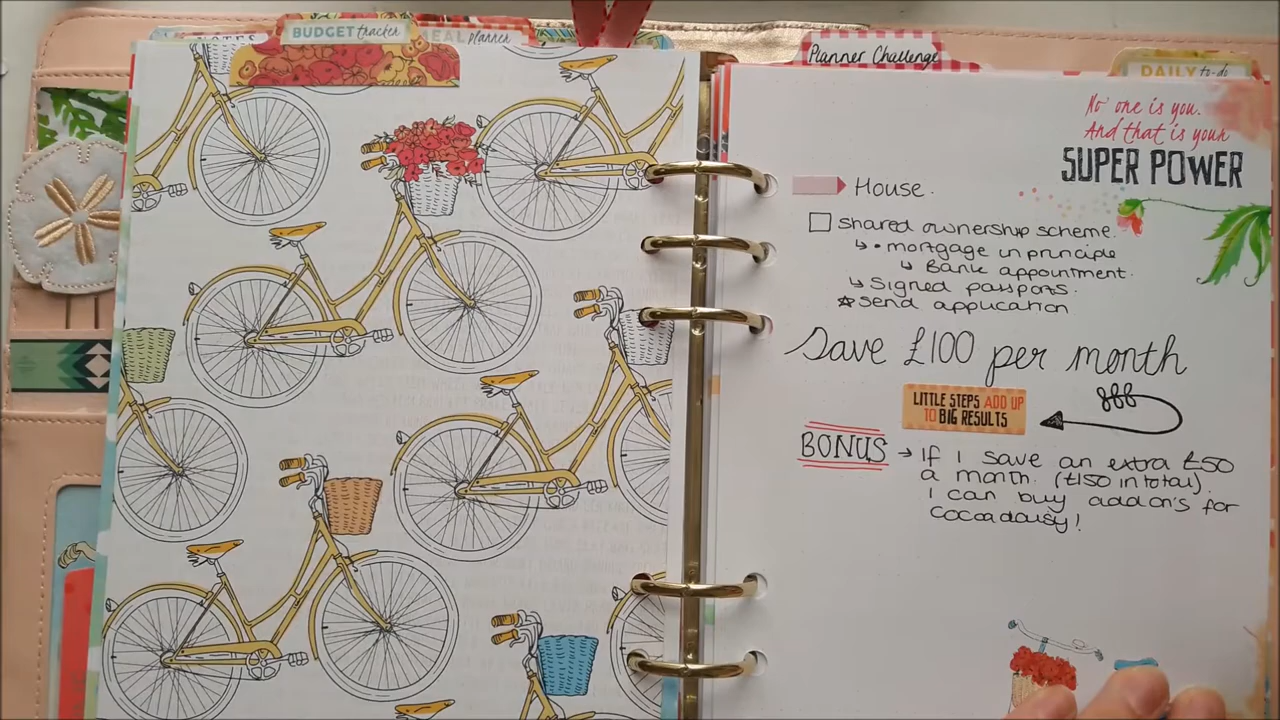 NOTES
BUDGET tracker
MEAL planner
Planner Challenge
DAILY to-do
No one is you.
And that is your
SUPER POWER
House.
shared ownership scheme.
↳ • mortgage in principle
↳ Bank appointment.
↳ Signed passports.
☆ Send application
Save £100 per month
LITTLE STEPS ADD UP
TO BIG RESULTS
BONUS → If I save an extra £50
a month. (£150 in total).
I can buy addon's for
cocoadaisy!